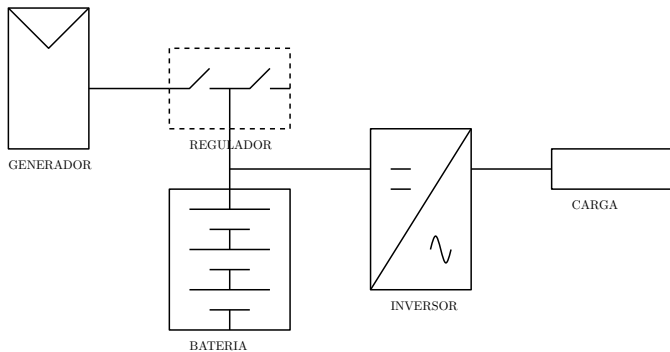 REGULADOR
GENERADOR
CARGA
INVERSOR
BATERIA